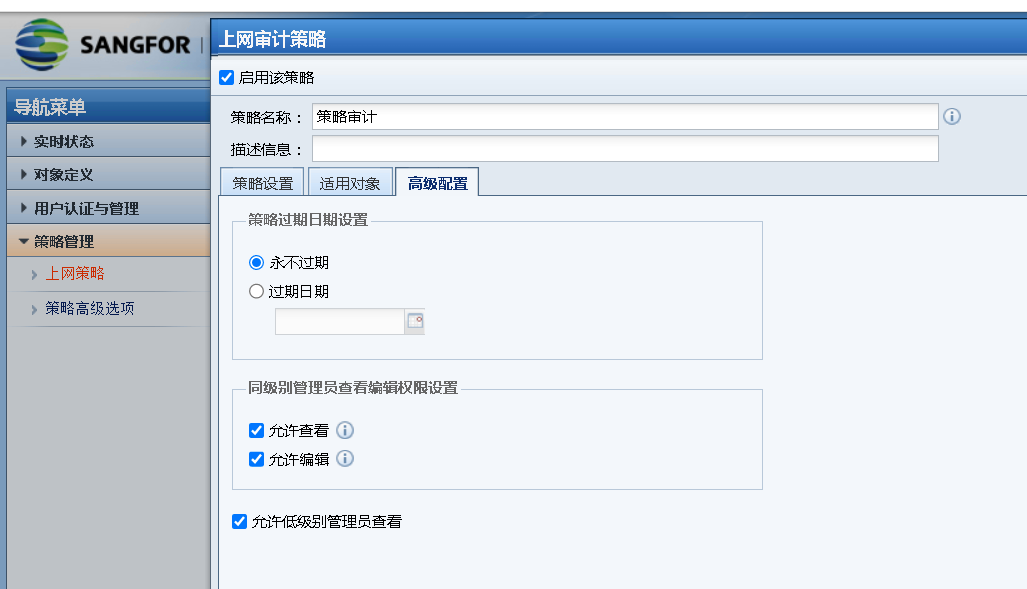 SANGFOR
上网审计策略
启用该策略
策略名称：
策略审计
描述信息：
策略设置
适用对象
高级配置
导航菜单
实时状态
对象定义
用户认证与管理
策略管理
上网策略
策略高级选项
策略过期日期设置
永不过期
过期日期
同级别管理员查看编辑权限设置
允许查看
允许编辑
允许低级别管理员查看